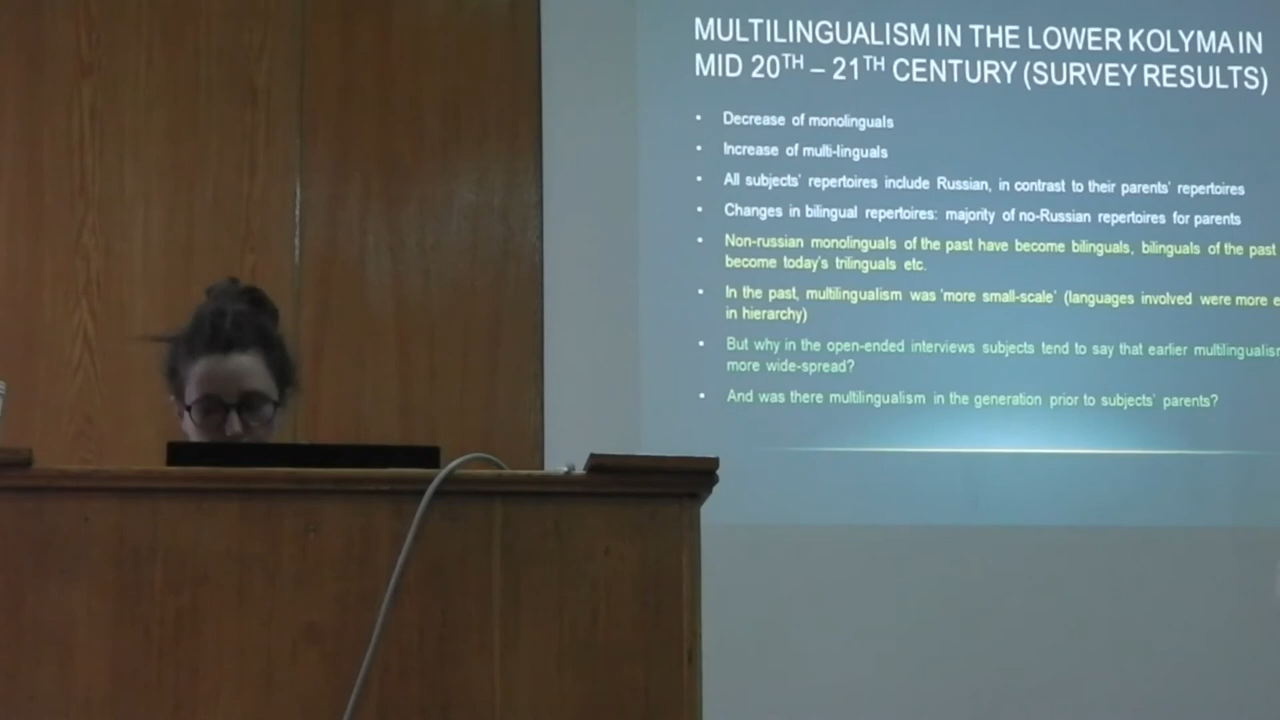 MULTILINGUALISM IN THE LOWER KOLYMA IN
MID 20TH – 21TH CENTURY (SURVEY RESULTS)
• Decrease of monolinguals
• Increase of multi-linguals
• All subjects' repertoires include Russian, in contrast to their parents' repertoires
• Changes in bilingual repertoires: majority of no-Russian repertoires for parents
• Non-russian monolinguals of the past have become bilinguals, bilinguals of the past
become today's trilinguals etc.
• In the past, multilingualism was 'more small-scale' (languages involved were more
in hierarchy)
• But why in the open-ended interviews subjects tend to say that earlier multilingualism
more wide-spread?
• And was there multilingualism in the generation prior to subjects' parents?